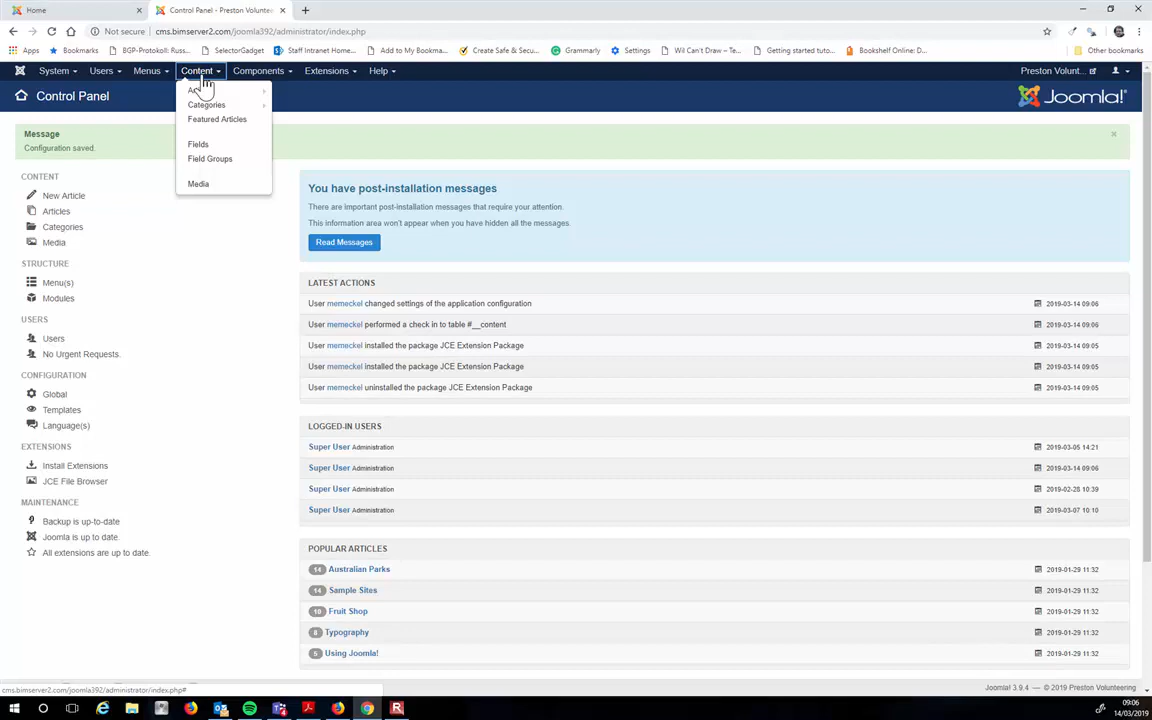 Home
Control Panel - Preston Volunteer
Not secure
cms.bimserver2.com/joomla392/administrator/index.php
Apps
Bookmarks
BGP-Protokoll: Russ...
SelectorGadget
Staff Intranet Home...
Add to My Bookma...
Create Safe & Secu...
Grammarly
Settings
Wil Can't Draw – Te...
Getting started tuto...
Bookshelf Online: D...
Other bookmarks
System
Users
Menus
Content
Components
Extensions
Help
Preston Volunt...
Control Panel
Joomla!®
Categories
Featured Articles
Fields
Field Groups
Media
Message
Configuration saved.
CONTENT
New Article
Articles
Categories
Media
STRUCTURE
Menu(s)
Modules
USERS
Users
No Urgent Requests.
CONFIGURATION
Global
Templates
Language(s)
EXTENSIONS
Install Extensions
JCE File Browser
MAINTENANCE
Backup is up-to-date
Joomla is up to date.
All extensions are up to date.
You have post-installation messages
There are important post-installation messages that require your attention.
This information area won't appear when you have hidden all the messages.
Read Messages
LATEST ACTIONS
User memeckel changed settings of the application configuration 2019-03-14 09:06
User memeckel performed a check in to table #__content 2019-03-14 09:06
User memeckel installed the package JCE Extension Package 2019-03-14 09:05
User memeckel installed the package JCE Extension Package 2019-03-14 09:05
User memeckel uninstalled the package JCE Extension Package 2019-03-14 09:05
LOGGED-IN USERS
Super User Administration 2019-03-05 14:21
Super User Administration 2019-03-14 09:06
Super User Administration 2019-02-28 10:39
Super User Administration 2019-03-07 10:10
POPULAR ARTICLES
14 Australian Parks 2019-01-29 11:32
14 Sample Sites 2019-01-29 11:32
10 Fruit Shop 2019-01-29 11:32
8 Typography 2019-01-29 11:32
5 Using Joomla! 2019-01-29 11:32
cms.bimserver2.com/joomla392/administrator/index.php#
Joomla! 3.9.4 — © 2019 Preston Volunteering
09:06
14/03/2019